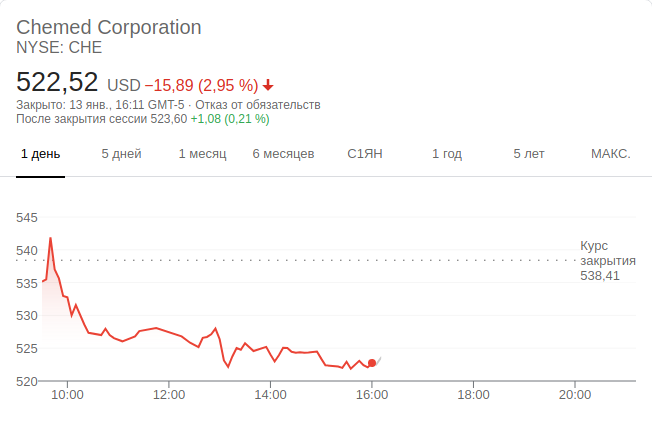 Chemed Corporation
NYSE: CHE
522,52 USD −15,89 (2,95 %)
Закрыто: 13 янв., 16:11 GMT-5 · Отказ от обязательств
После закрытия сессии 523,60 +1,08 (0,21 %)
1 день 5 дней 1 месяц 6 месяцев С1ЯН 1 год 5 лет МАКС.
545
540
535
530
525
520
Курс
закрытия
538,41
10:00 12:00 14:00 16:00 18:00 20:00